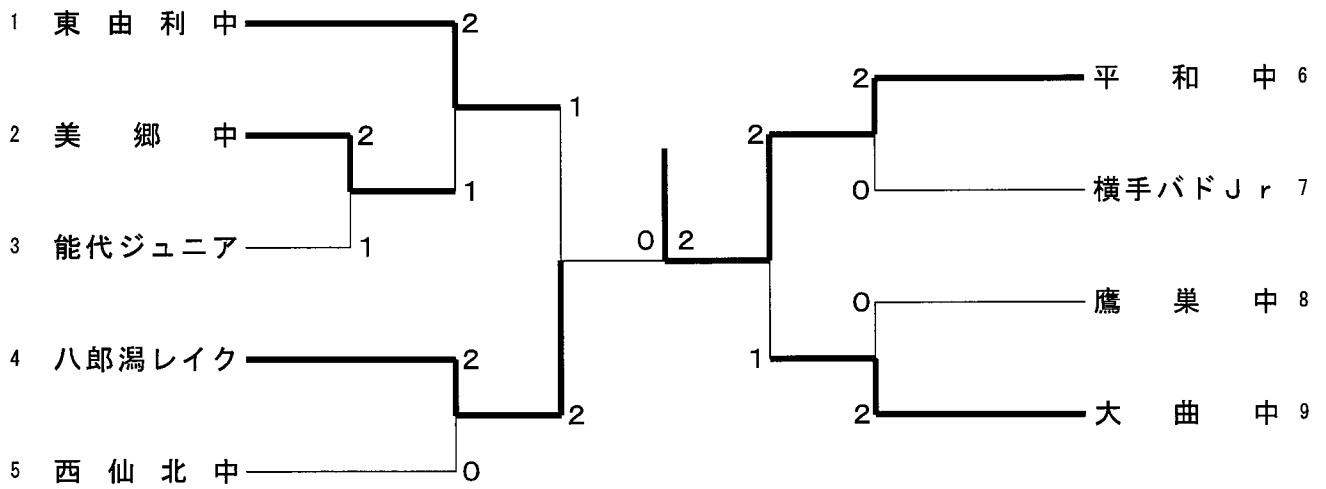 1 東由利中 2
2 美郷中 2
1
1
3 能代ジュニア 1
4 八郎潟レイク 2
2
5 西仙北中 0
0 2
2 平和中 6
2
0 横手バドJr 7
0 鷹巣中 8
1
2 大曲中 9